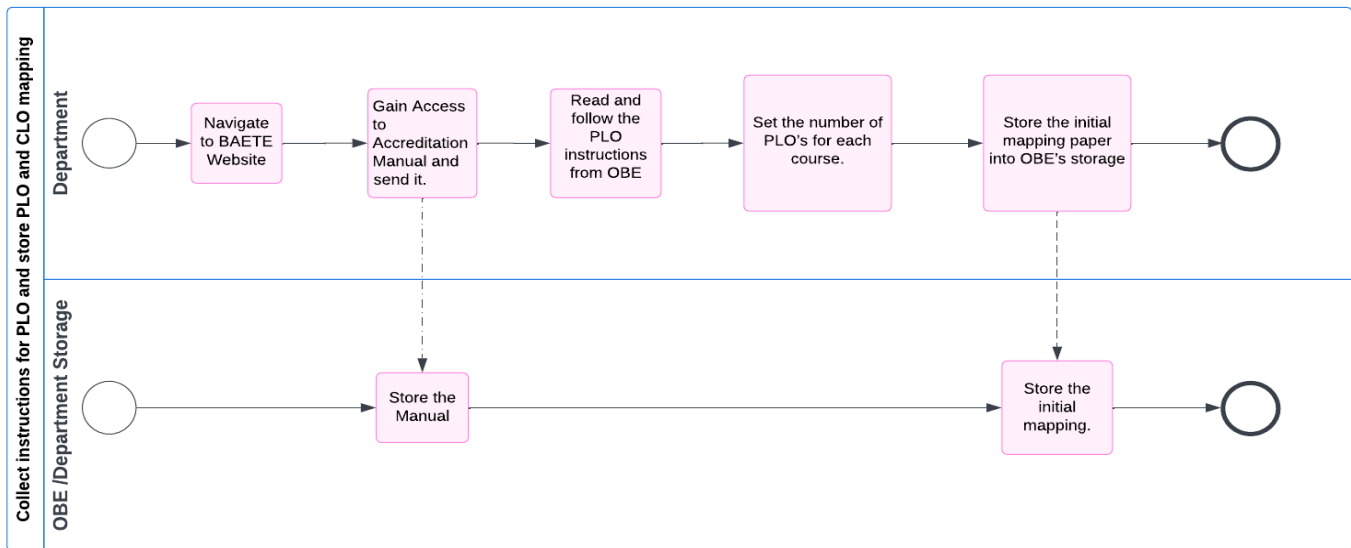 Collect instructions for PLO and store PLO and CLO mapping
Department
Navigate
to BAETE
Website
Gain Access
to
Accreditation
Manual and
send it.
Read and
follow the
PLO
instructions
from OBE
Set the number of
PLO's for each
course.
Store the initial
mapping paper
into OBE's storage
OBE /Department Storage
Store the
Manual
Store the
initial
mapping.